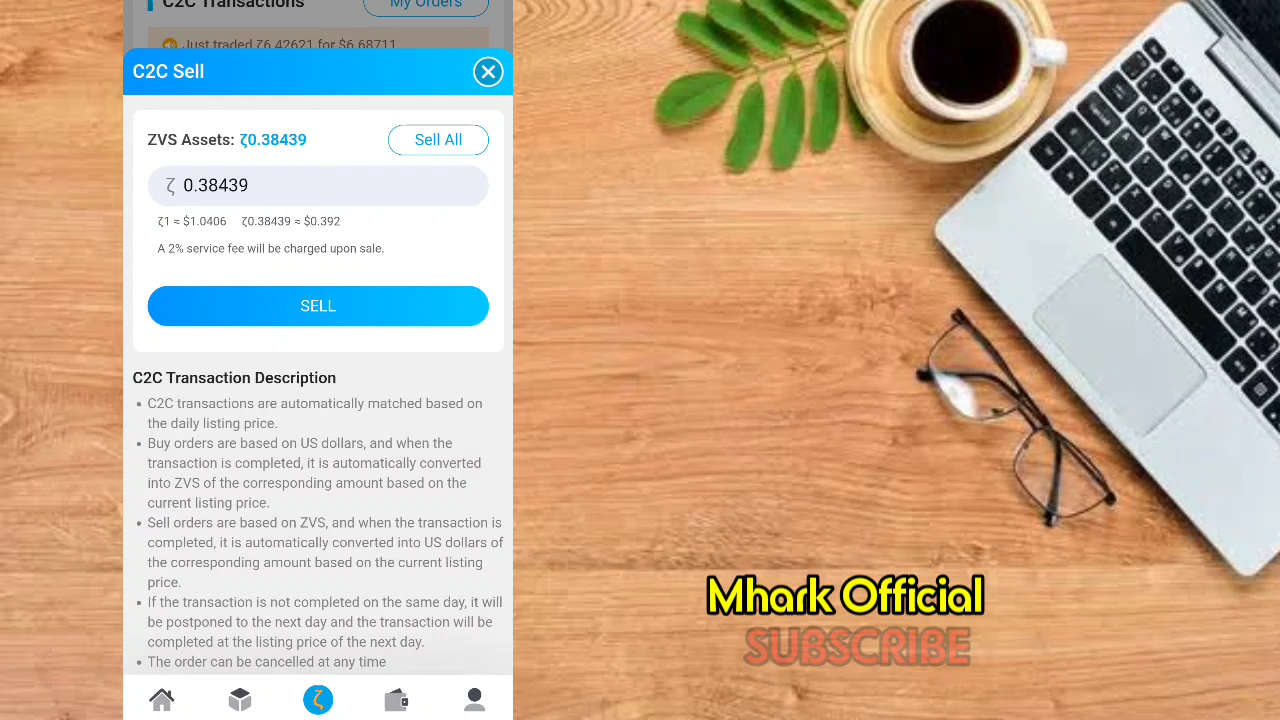 C2C Transactions
My Orders
Just traded ζ6.42621 for $6.68711
C2C Sell
ZVS Assets: ζ0.38439
Sell All
ζ 0.38439
ζ1 ≈ $1.0406 ζ0.38439 ≈ $0.392
A 2% service fee will be charged upon sale.
SELL
C2C Transaction Description
• C2C transactions are automatically matched based on
the daily listing price.
• Buy orders are based on US dollars, and when the
transaction is completed, it is automatically converted
into ZVS of the corresponding amount based on the
current listing price.
• Sell orders are based on ZVS, and when the transaction is
completed, it is automatically converted into US dollars of
the corresponding amount based on the current listing
price.
• If the transaction is not completed on the same day, it will
be postponed to the next day and the transaction will be
completed at the listing price of the next day.
• The order can be cancelled at any time
ζ
Mhark Official
SUBSCRIBE